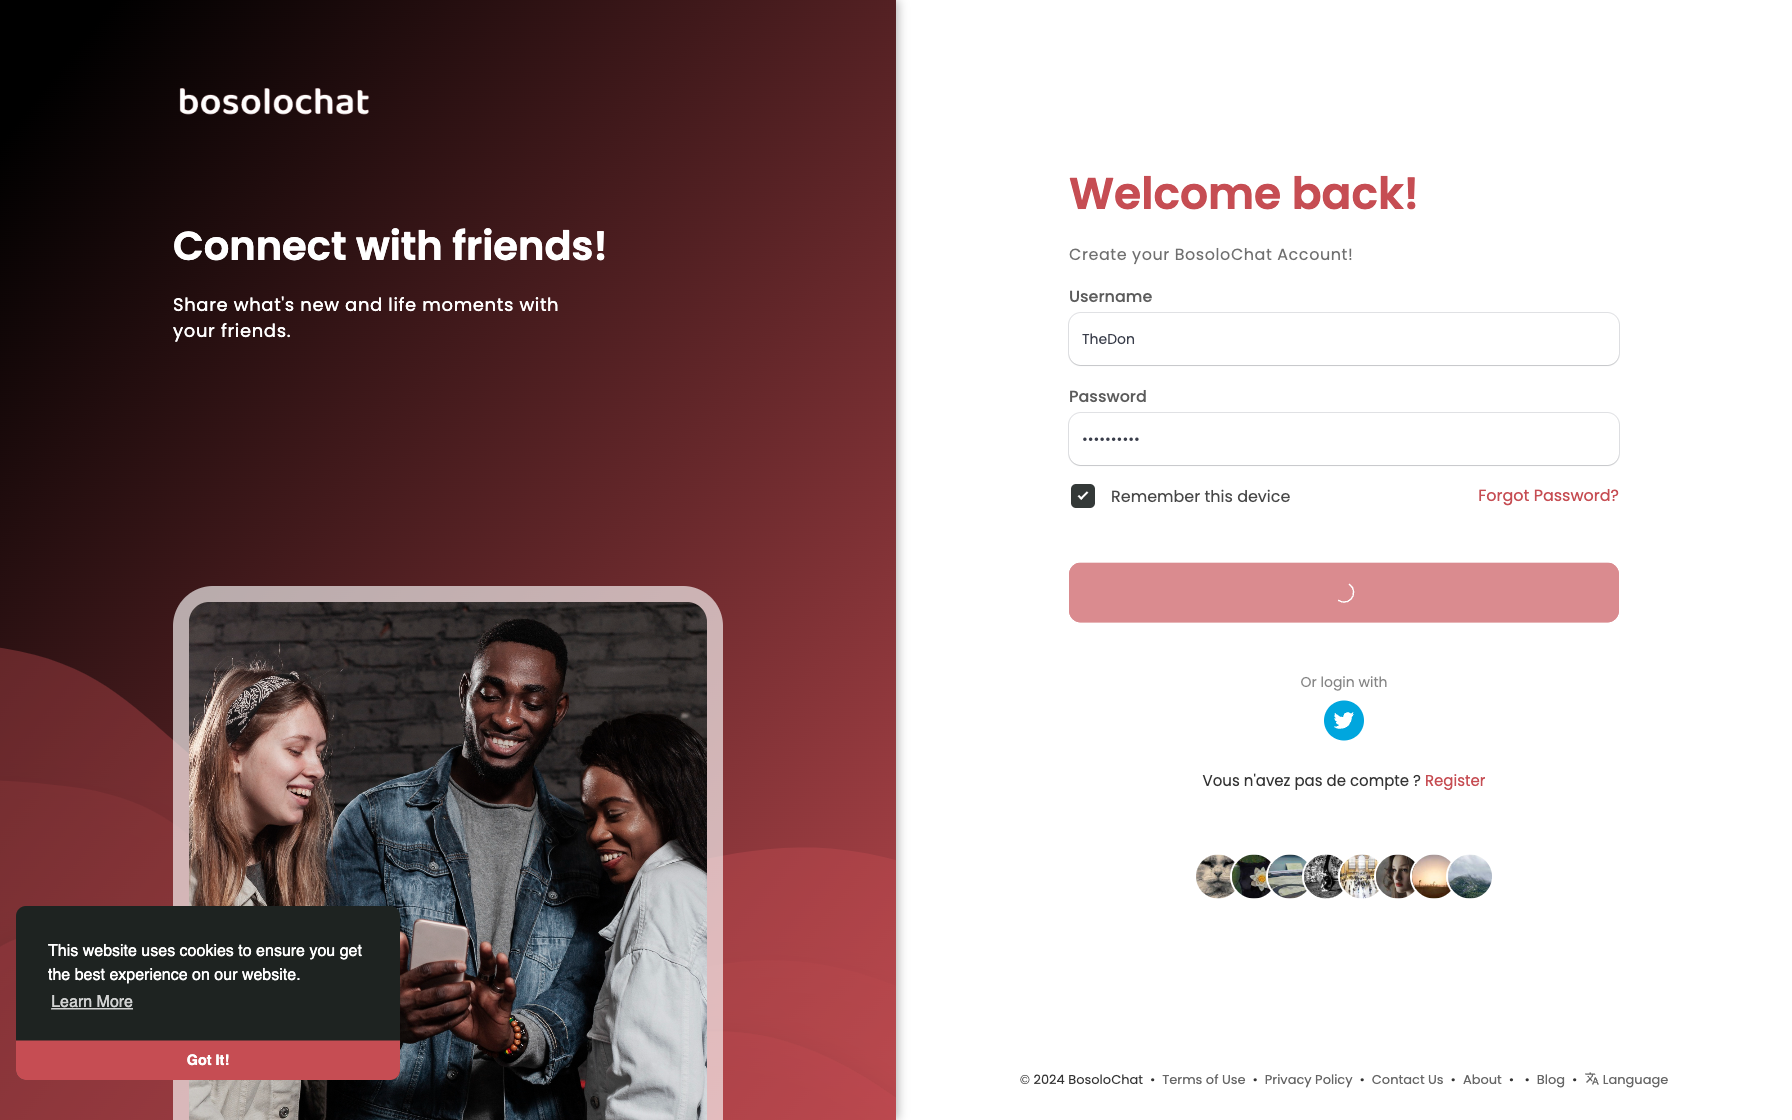 bosolochat
Connect with friends!
Share what's new and life moments with
your friends.
This website uses cookies to ensure you get
the best experience on our website.
Learn More
Got It!
Welcome back!
Create your BosoloChat Account!
Username
TheDon
Password
••••••••••
Remember this device
Forgot Password?
Or login with
Vous n'avez pas de compte ? Register
© 2024 BosoloChat • Terms of Use • Privacy Policy • Contact Us • About • • Blog • Language